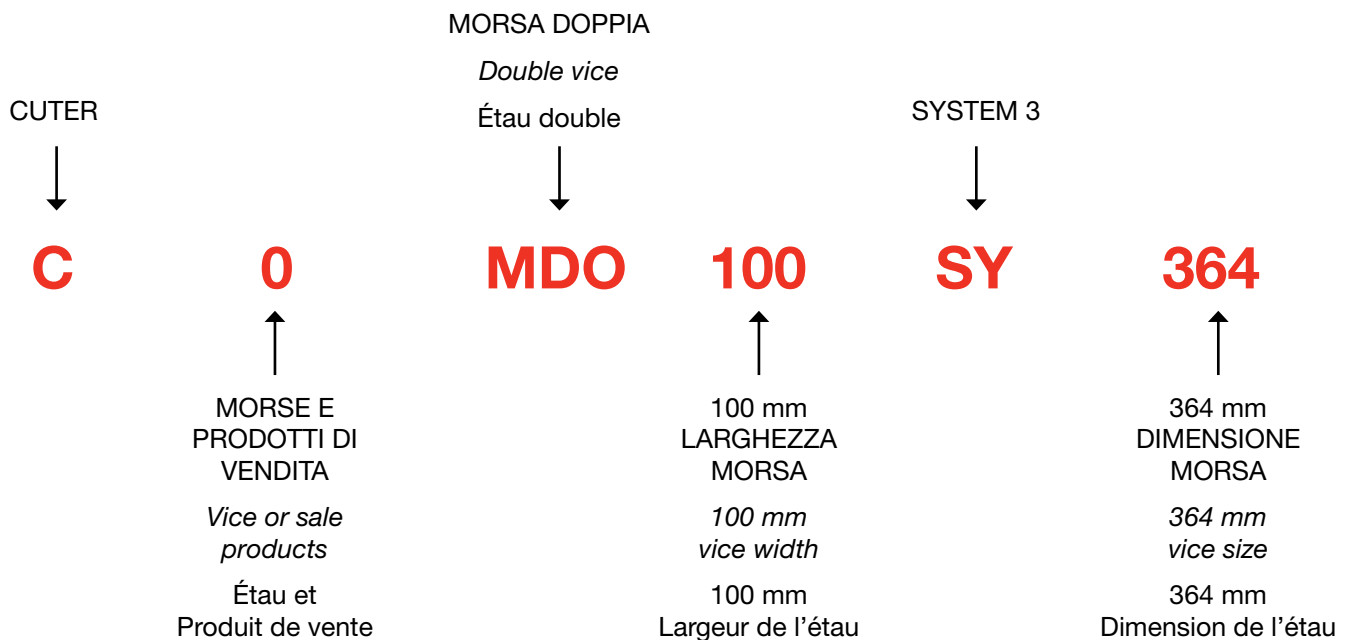 MORSA DOPPIA
Double vice
Étau double
CUTER
SYSTEM 3
C 0 MDO 100 SY 364
MORSE E
PRODOTTI DI
VENDITA
Vice or sale
products
Étau et
Produit de vente
100 mm
LARGHEZZA
MORSA
100 mm
vice width
100 mm
Largeur de l’étau
364 mm
DIMENSIONE
MORSA
364 mm
vice size
364 mm
Dimension de l’étau